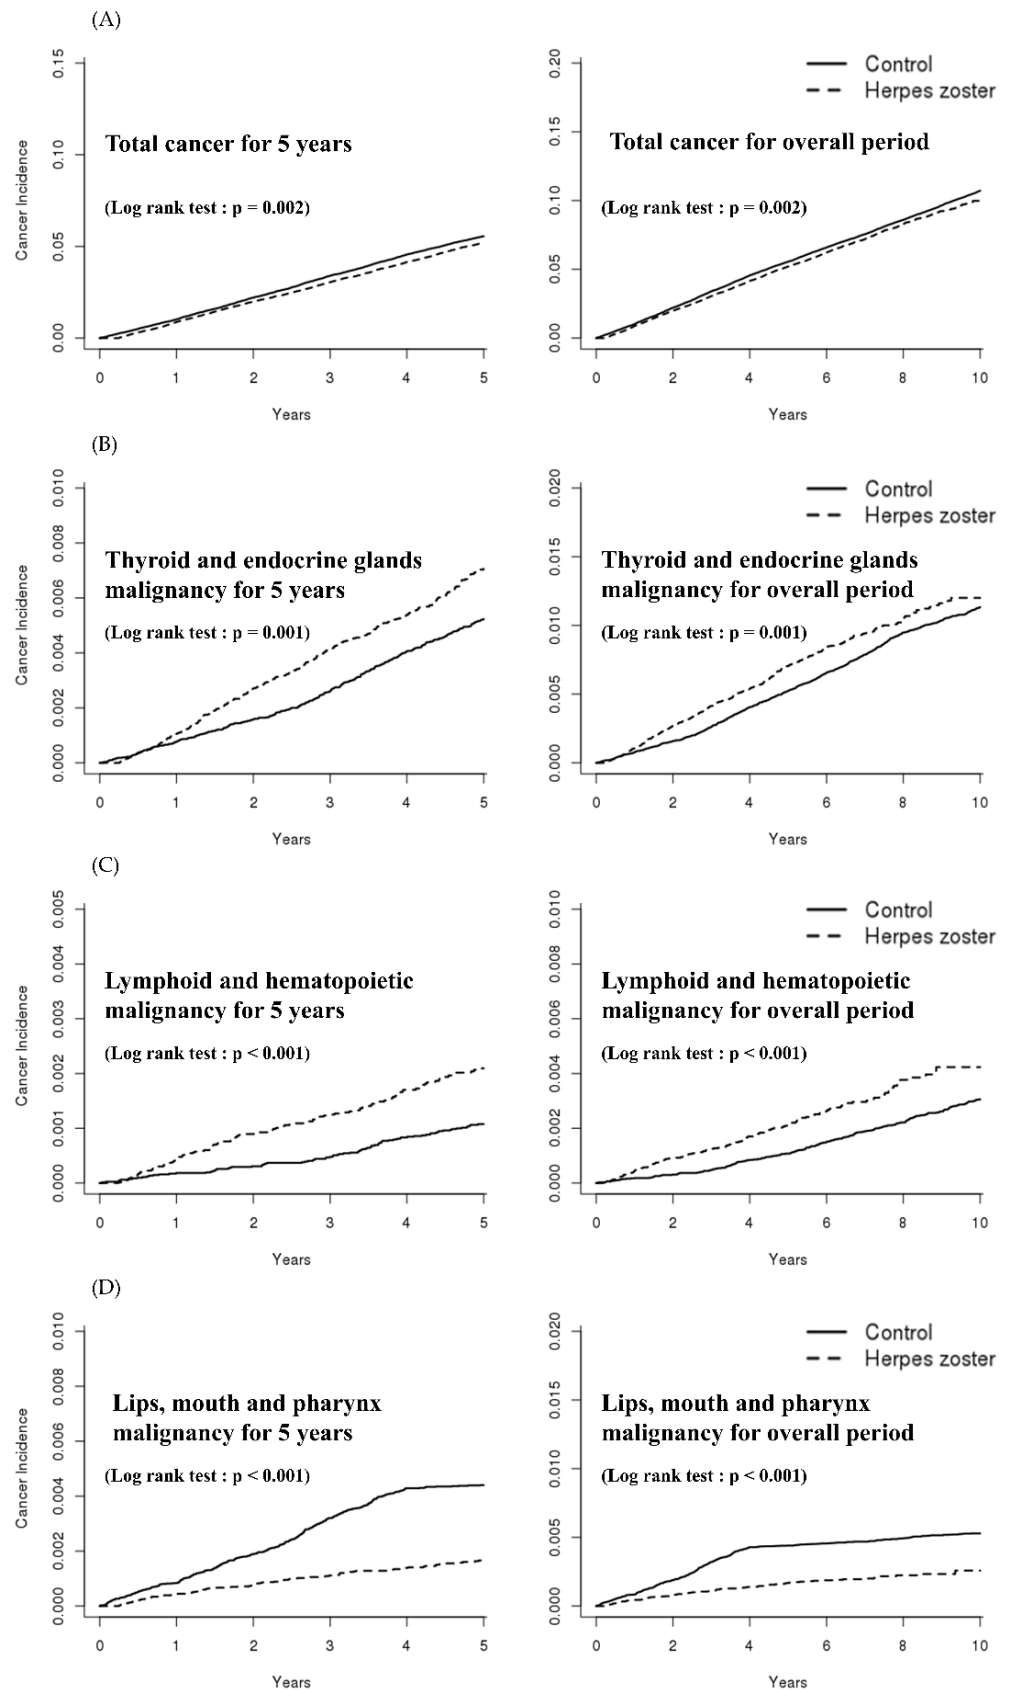 (A)
Cancer Incidence
0.15
0.10
0.05
0.00
Total cancer for 5 years
(Log rank test : p = 0.002)
0 1 2 3 4 5
Years
0.20
0.15
0.10
0.05
0.00
Control
Herpes zoster
Total cancer for overall period
(Log rank test : p = 0.002)
0 2 4 6 8 10
Years
(B)
Cancer Incidence
0.010
0.008
0.006
0.004
0.002
0.000
Thyroid and endocrine glands
malignancy for 5 years
(Log rank test : p = 0.001)
0 1 2 3 4 5
Years
0.020
0.015
0.010
0.005
0.000
Control
Herpes zoster
Thyroid and endocrine glands
malignancy for overall period
(Log rank test : p = 0.001)
0 2 4 6 8 10
Years
(C)
Cancer Incidence
0.005
0.004
0.003
0.002
0.001
0.000
Lymphoid and hematopoietic
malignancy for 5 years
(Log rank test : p < 0.001)
0 1 2 3 4 5
Years
0.010
0.008
0.006
0.004
0.002
0.000
Control
Herpes zoster
Lymphoid and hematopoietic
malignancy for overall period
(Log rank test : p < 0.001)
0 2 4 6 8 10
Years
(D)
Cancer Incidence
0.010
0.008
0.006
0.004
0.002
0.000
Lips, mouth and pharynx
malignancy for 5 years
(Log rank test : p < 0.001)
0 1 2 3 4 5
Years
0.020
0.015
0.010
0.005
0.000
Control
Herpes zoster
Lips, mouth and pharynx
malignancy for overall period
(Log rank test : p < 0.001)
0 2 4 6 8 10
Years